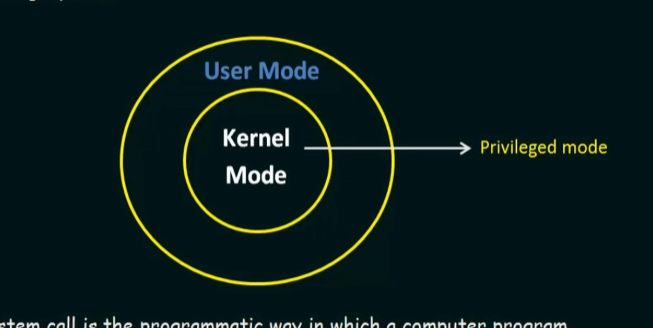 User Mode
Kernel
Mode
Privileged mode
stem call is the programmatic way in which a computer program